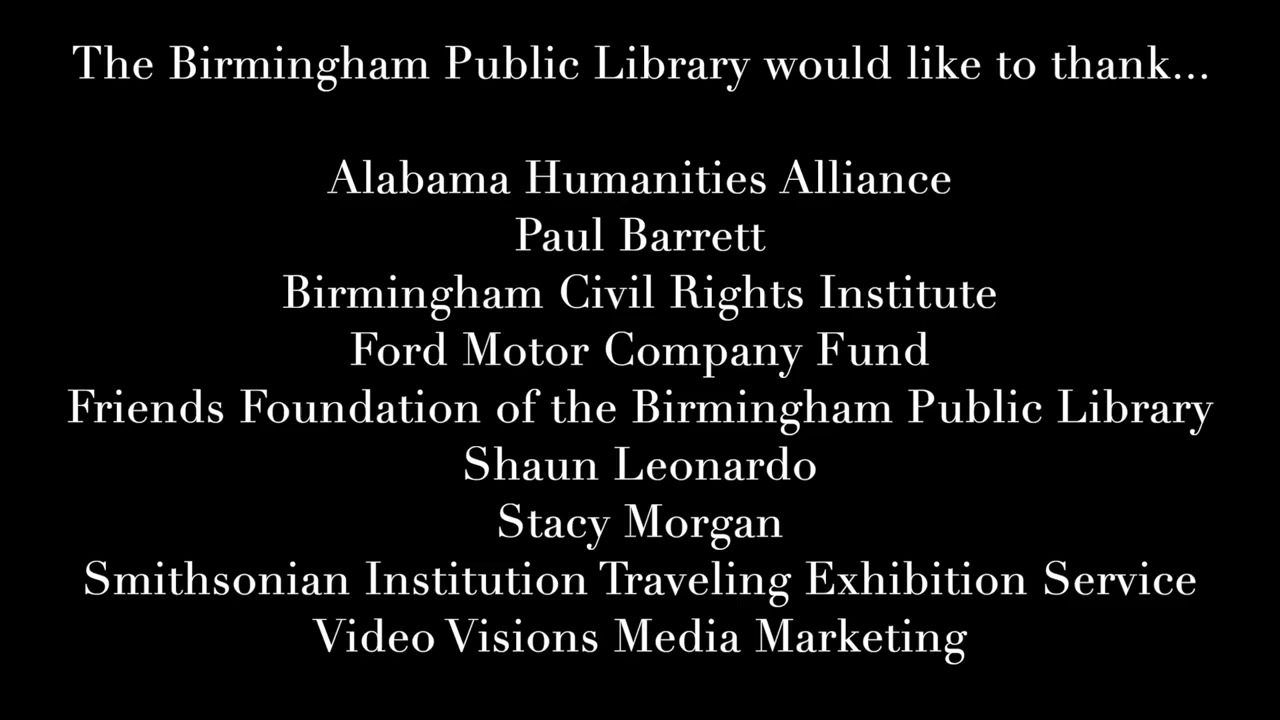 The Birmingham Public Library would like to thank...
Alabama Humanities Alliance
Paul Barrett
Birmingham Civil Rights Institute
Ford Motor Company Fund
Friends Foundation of the Birmingham Public Library
Shaun Leonardo
Stacy Morgan
Smithsonian Institution Traveling Exhibition Service
Video Visions Media Marketing